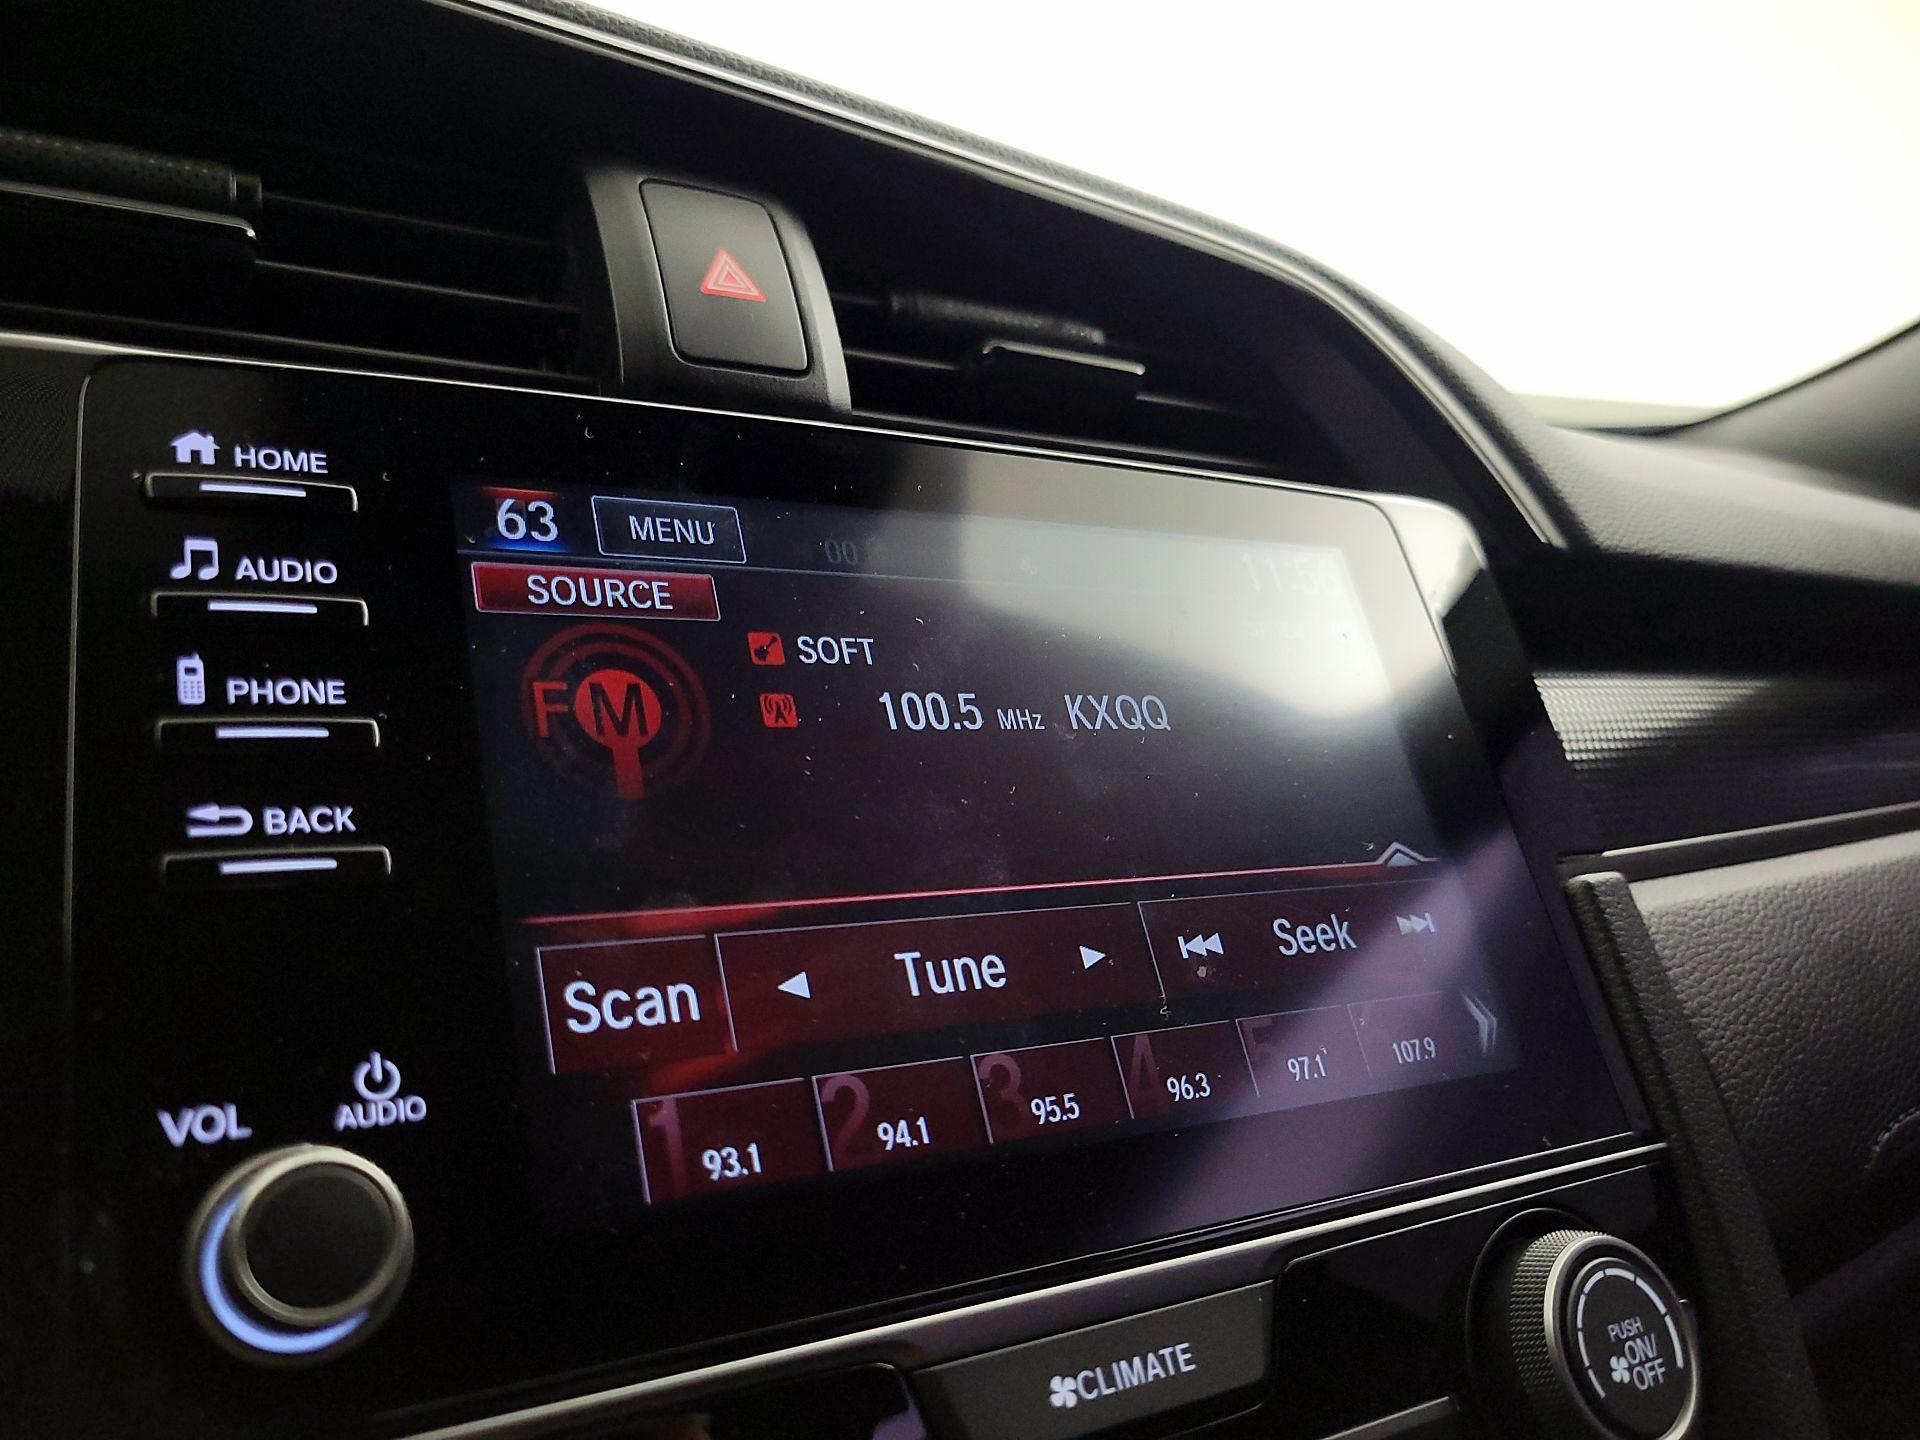 HOME
AUDIO
PHONE
BACK
VOL
AUDIO
63
MENU
00
SOURCE
FM
SOFT
100.5 MHz KXQQ
Scan
Tune
Seek
1 93.1
2 94.1
3 95.5
4 96.3
5 97.1
107.9
CLIMATE
PUSH
ON/
OFF